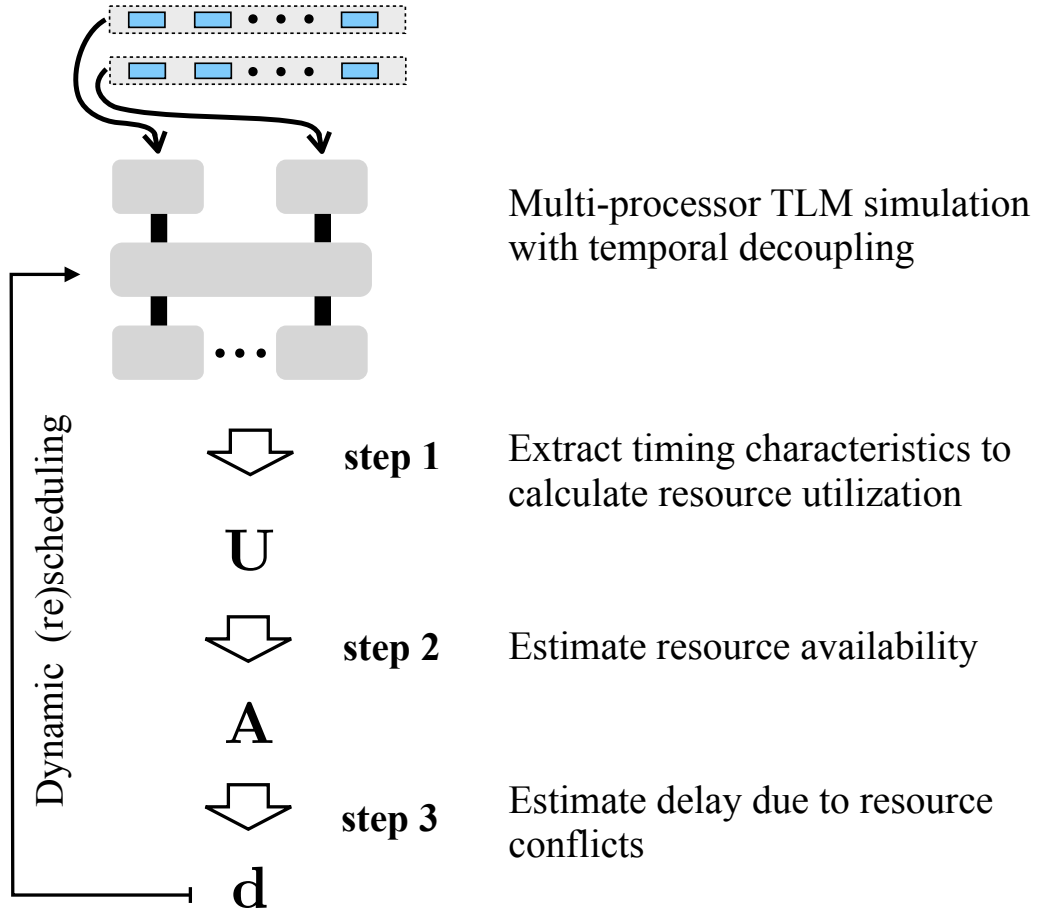 Multi-processor TLM simulation
with temporal decoupling
Dynamic (re)scheduling
step 1
Extract timing characteristics to
calculate resource utilization
U
step 2
Estimate resource availability
A
step 3
Estimate delay due to resource
conflicts
d